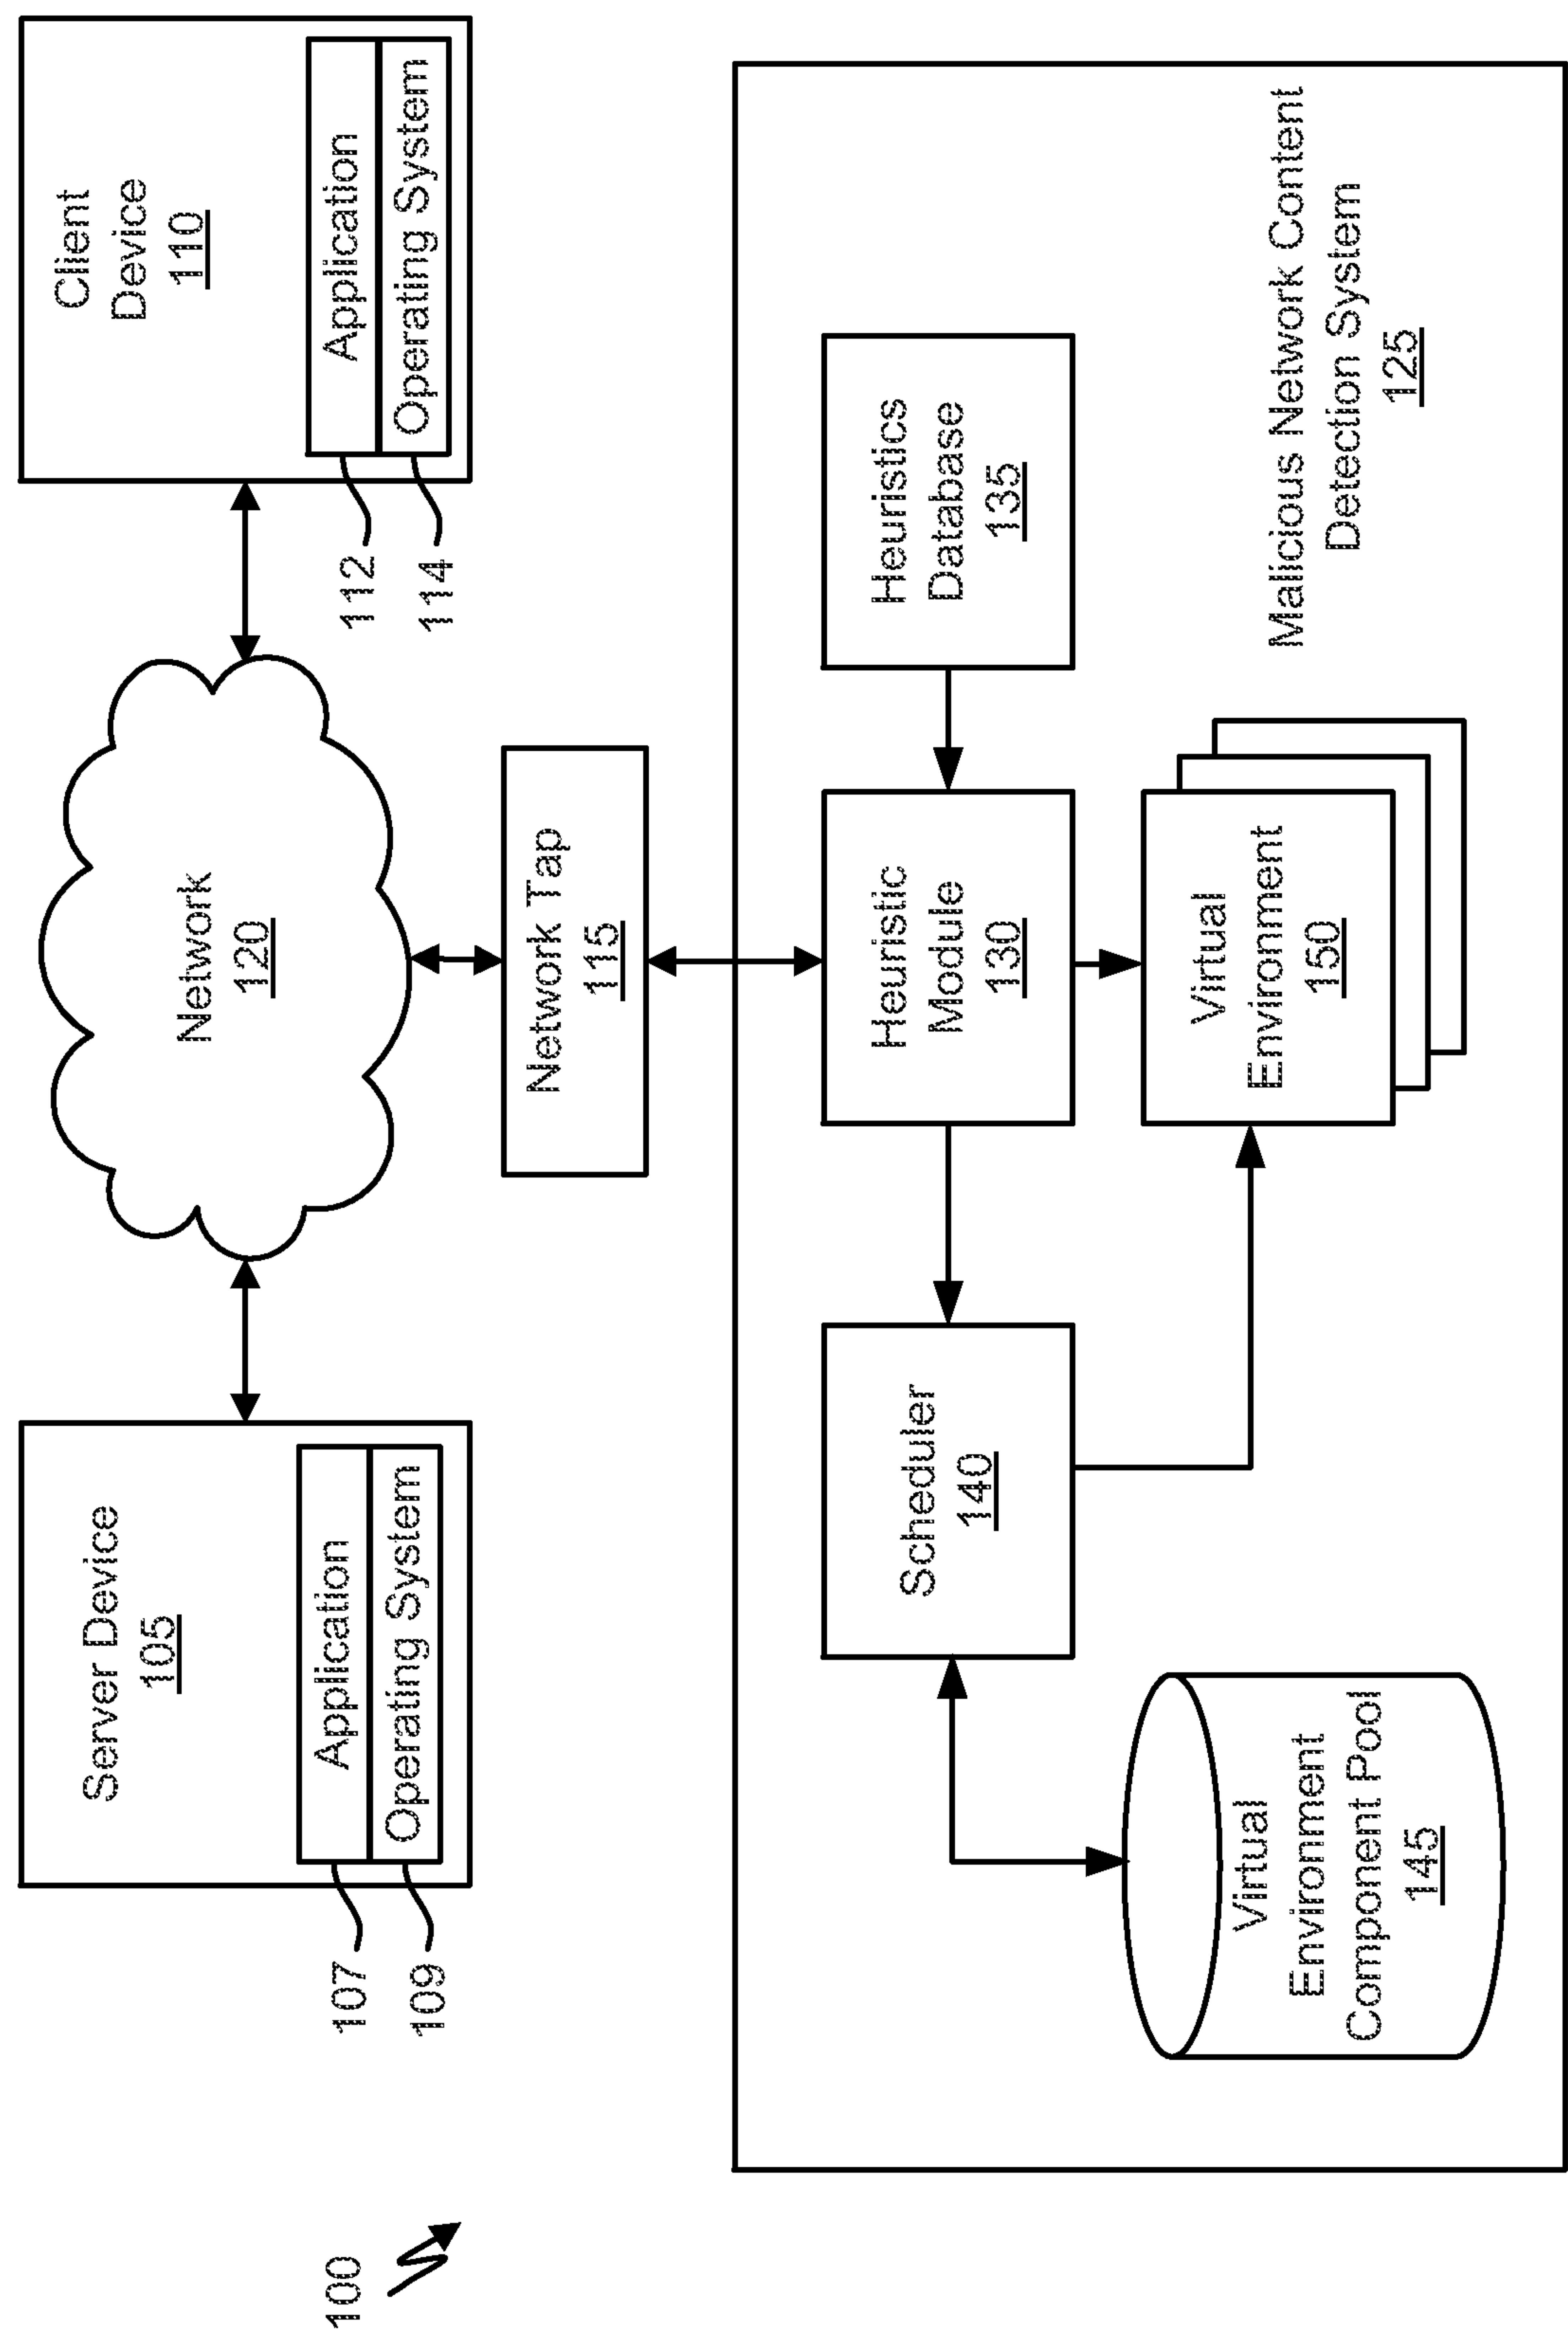 100
Server Device
105
Application
Operating System
107
109
Network
120
Client
Device
110
Application
Operating System
112
114
Network Tap
115
Scheduler
140
Heuristic
Module
130
Heuristics
Database
135
Virtual
Environment
Component Pool
145
Virtual
Environment
150
Malicious Network Content
Detection System
125